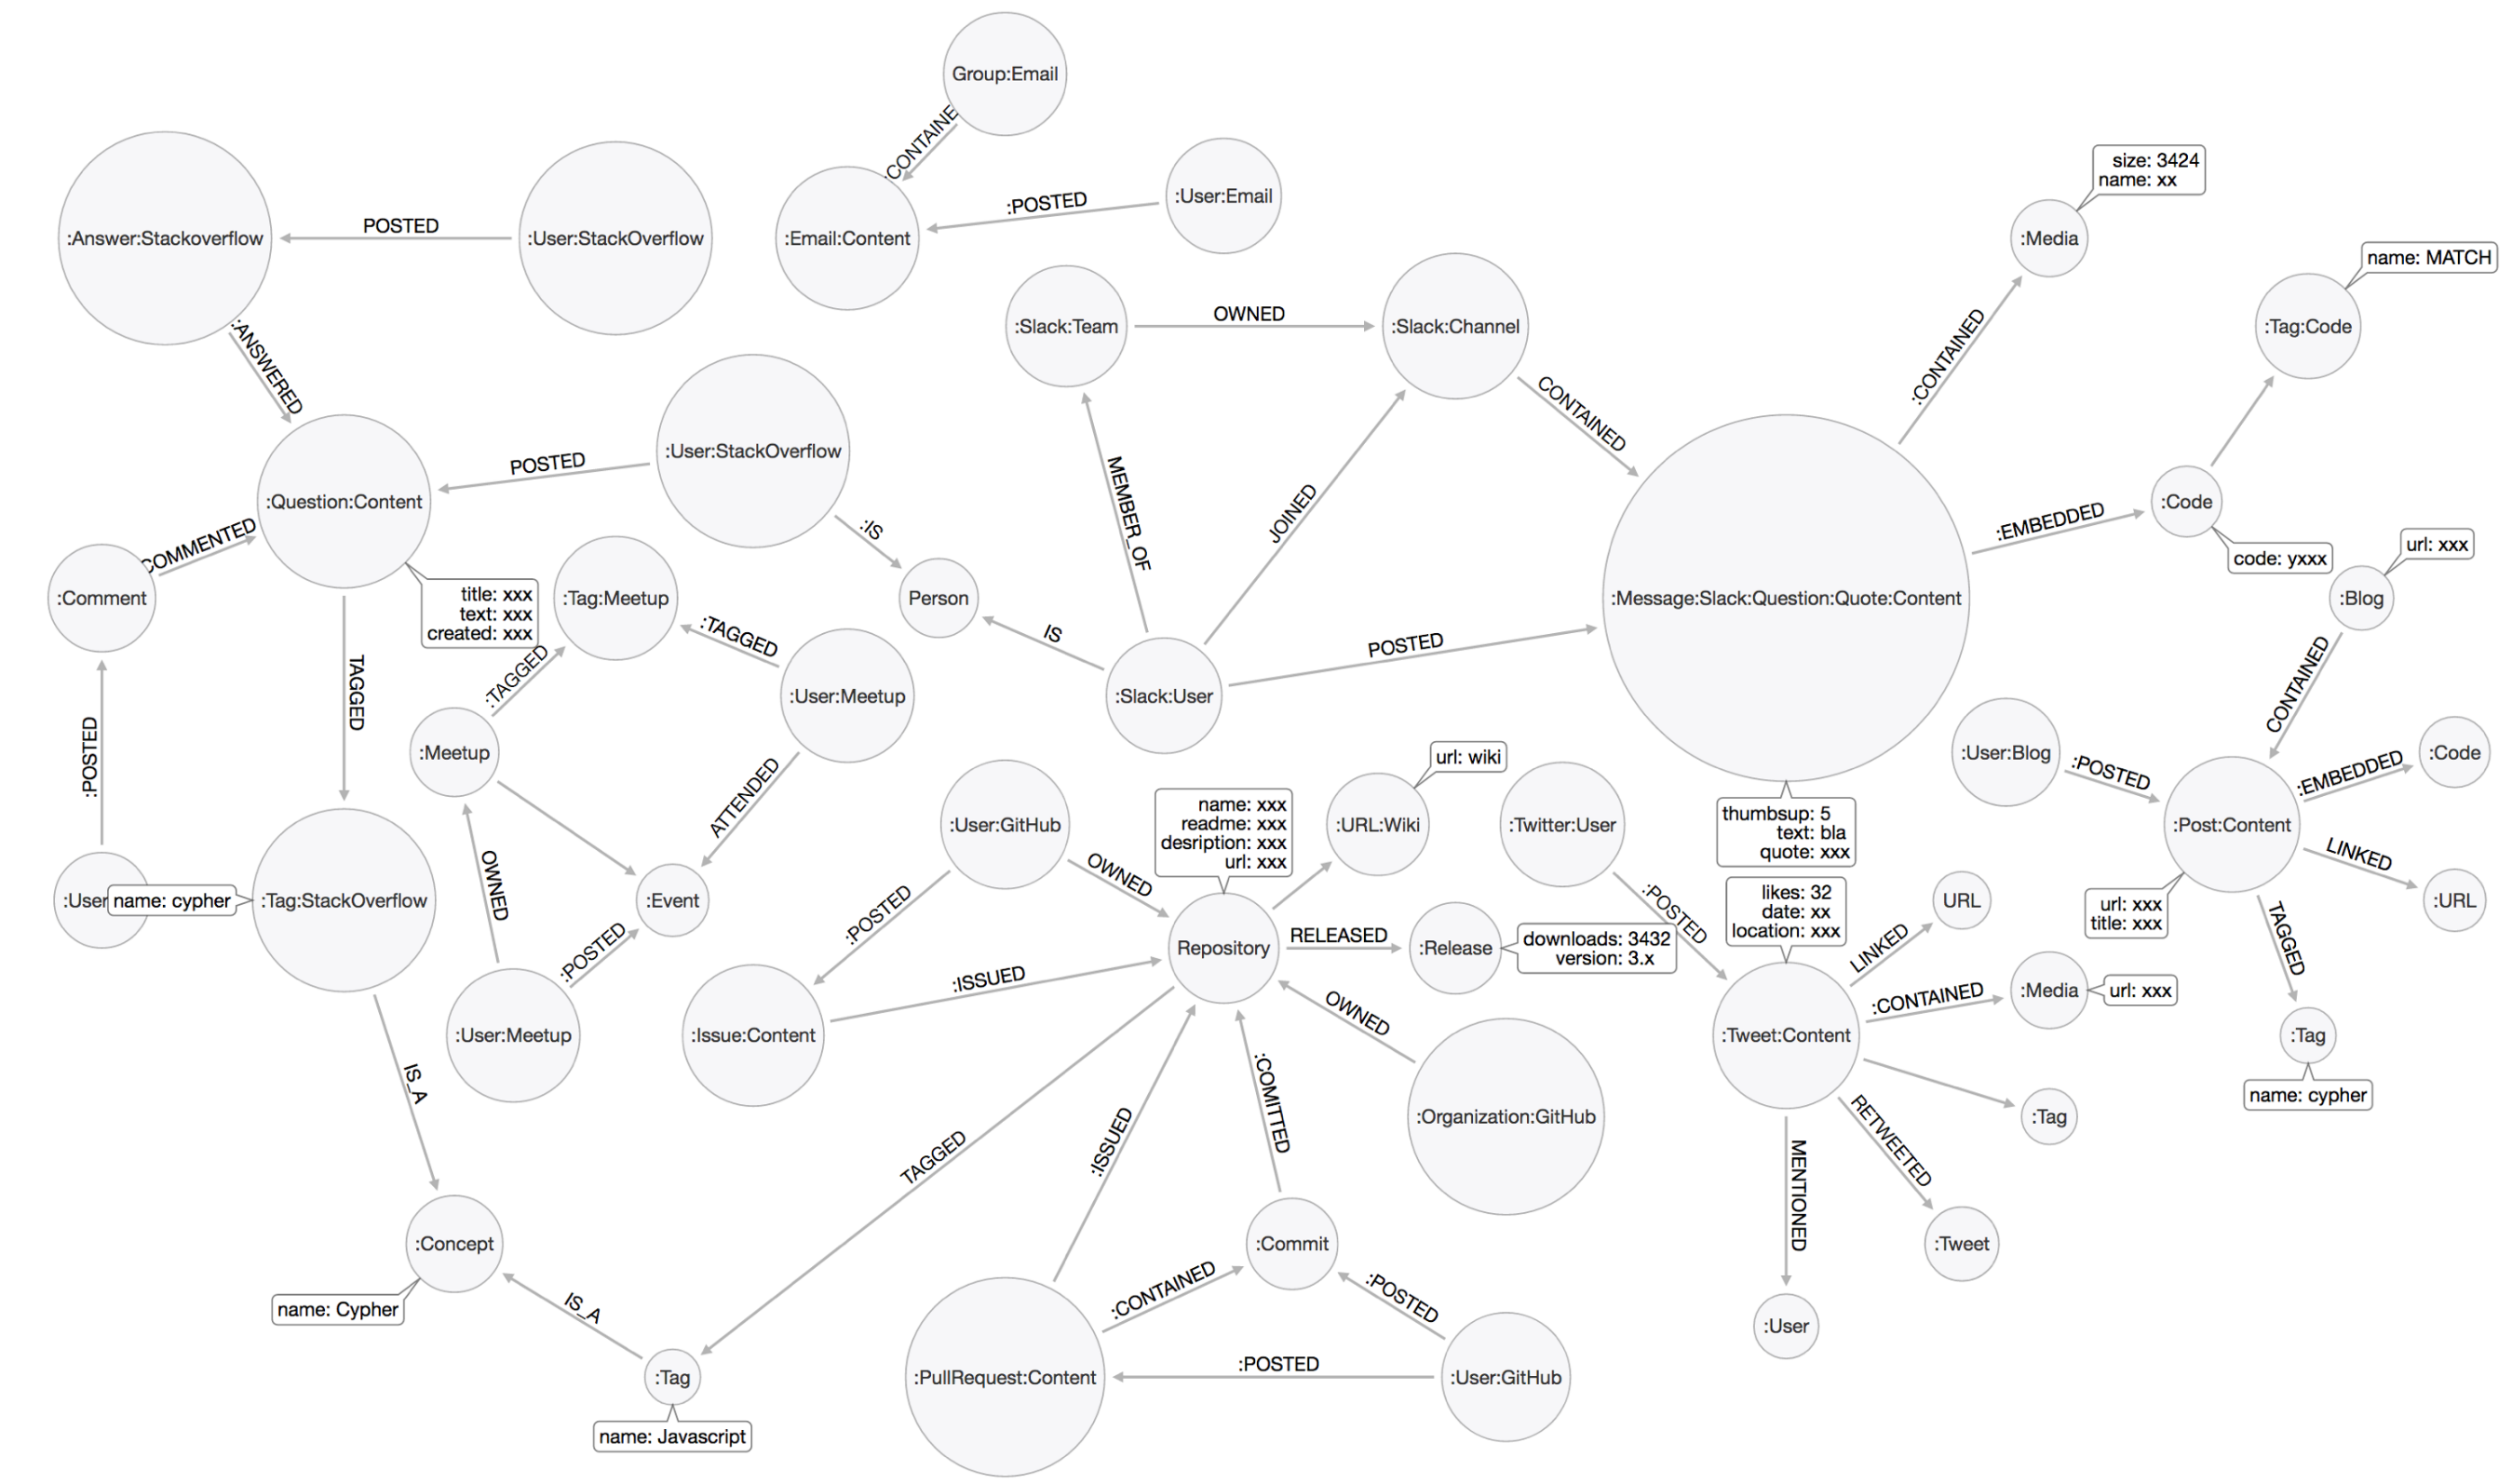 Group:Email
:CONTAINE
:Answer:Stackoverflow
POSTED
:User:StackOverflow
:Email:Content
:POSTED
:User:Email
size: 3424
name: xx
:Media
name: MATCH
:Tag:Code
:Slack:Team
OWNED
:Slack:Channel
:CONTAINED
:ANSWERED
CONTAINED
:Question:Content
POSTED
:User:StackOverflow
:IS
MEMBER_OF
JOINED
:EMBEDDED
:Code
code: yxxx
url: xxx
:Blog
COMMENTED
:Comment
title: xxx
text: xxx
created: xxx
:Tag:Meetup
Person
IS
:Message:Slack:Question:Quote:Content
:TAGGED
:TAGGED
TAGGED
:User:Meetup
:Slack:User
POSTED
CONTAINED
:POSTED
:Meetup
ATTENDED
url: wiki
:User:Blog
:POSTED
:EMBEDDED
:Code
:User:GitHub
OWNED
name: xxx
readme: xxx
desription: xxx
url: xxx
:URL:Wiki
:Twitter:User
thumbsup: 5
text: bla
quote: xxx
:Post:Content
LINKED
:URL
url: xxx
title: xxx
:User
name: cypher
:Tag:StackOverflow
OWNED
:Event
:POSTED
:POSTED
:POSTED
likes: 32
date: xx
location: xxx
URL
LINKED
TAGGED
Repository
RELEASED
:Release
downloads: 3432
version: 3.x
:ISSUED
OWNED
:CONTAINED
:Media
url: xxx
:User:Meetup
:Issue:Content
:Tweet:Content
:Tag
name: cypher
IS_A
:COMITTED
:Organization:GitHub
:Tag
TAGGED
:ISSUED
RETWEETED
MENTIONED
:Concept
name: Cypher
:Commit
:Tweet
IS_A
:CONTAINED
:POSTED
:User
:Tag
name: Javascript
:PullRequest:Content
:POSTED
:User:GitHub